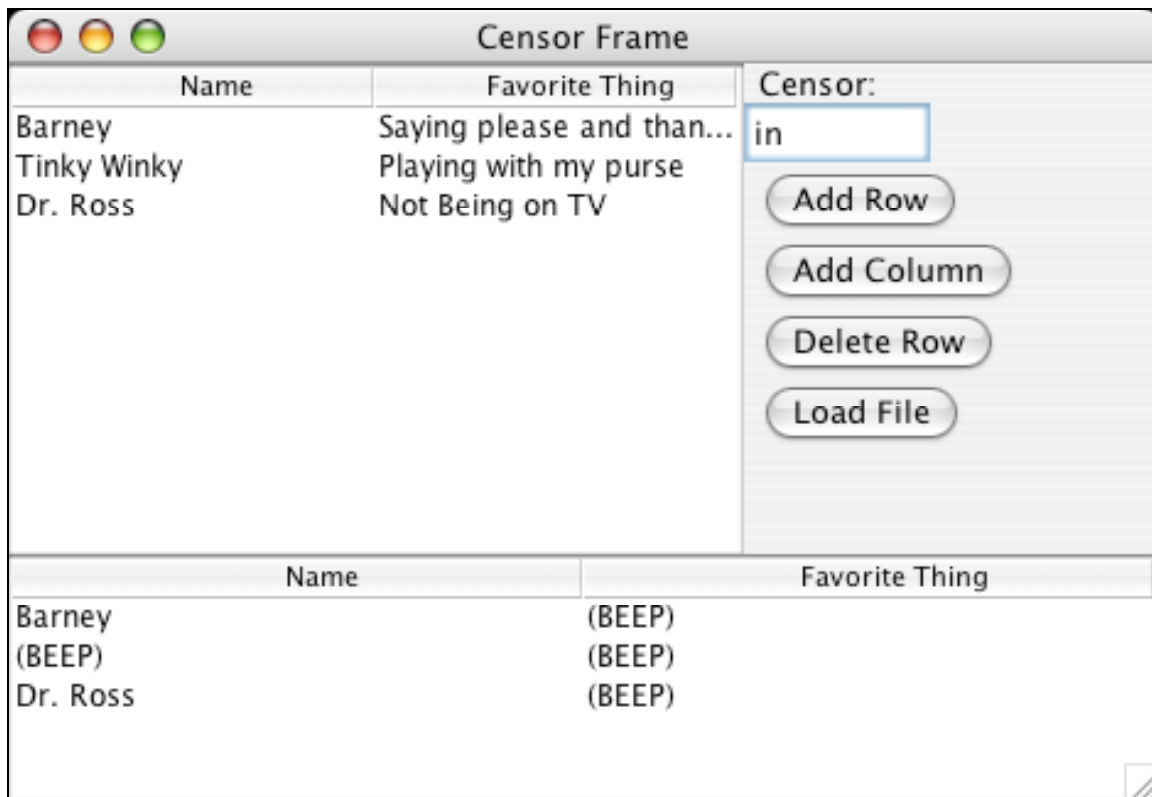 Censor Frame
Name Favorite Thing
Barney Saying please and than...
Tinky Winky Playing with my purse
Dr. Ross Not Being on TV
Censor:
in
Add Row
Add Column
Delete Row
Load File
Name Favorite Thing
Barney (BEEP)
(BEEP) (BEEP)
Dr. Ross (BEEP)